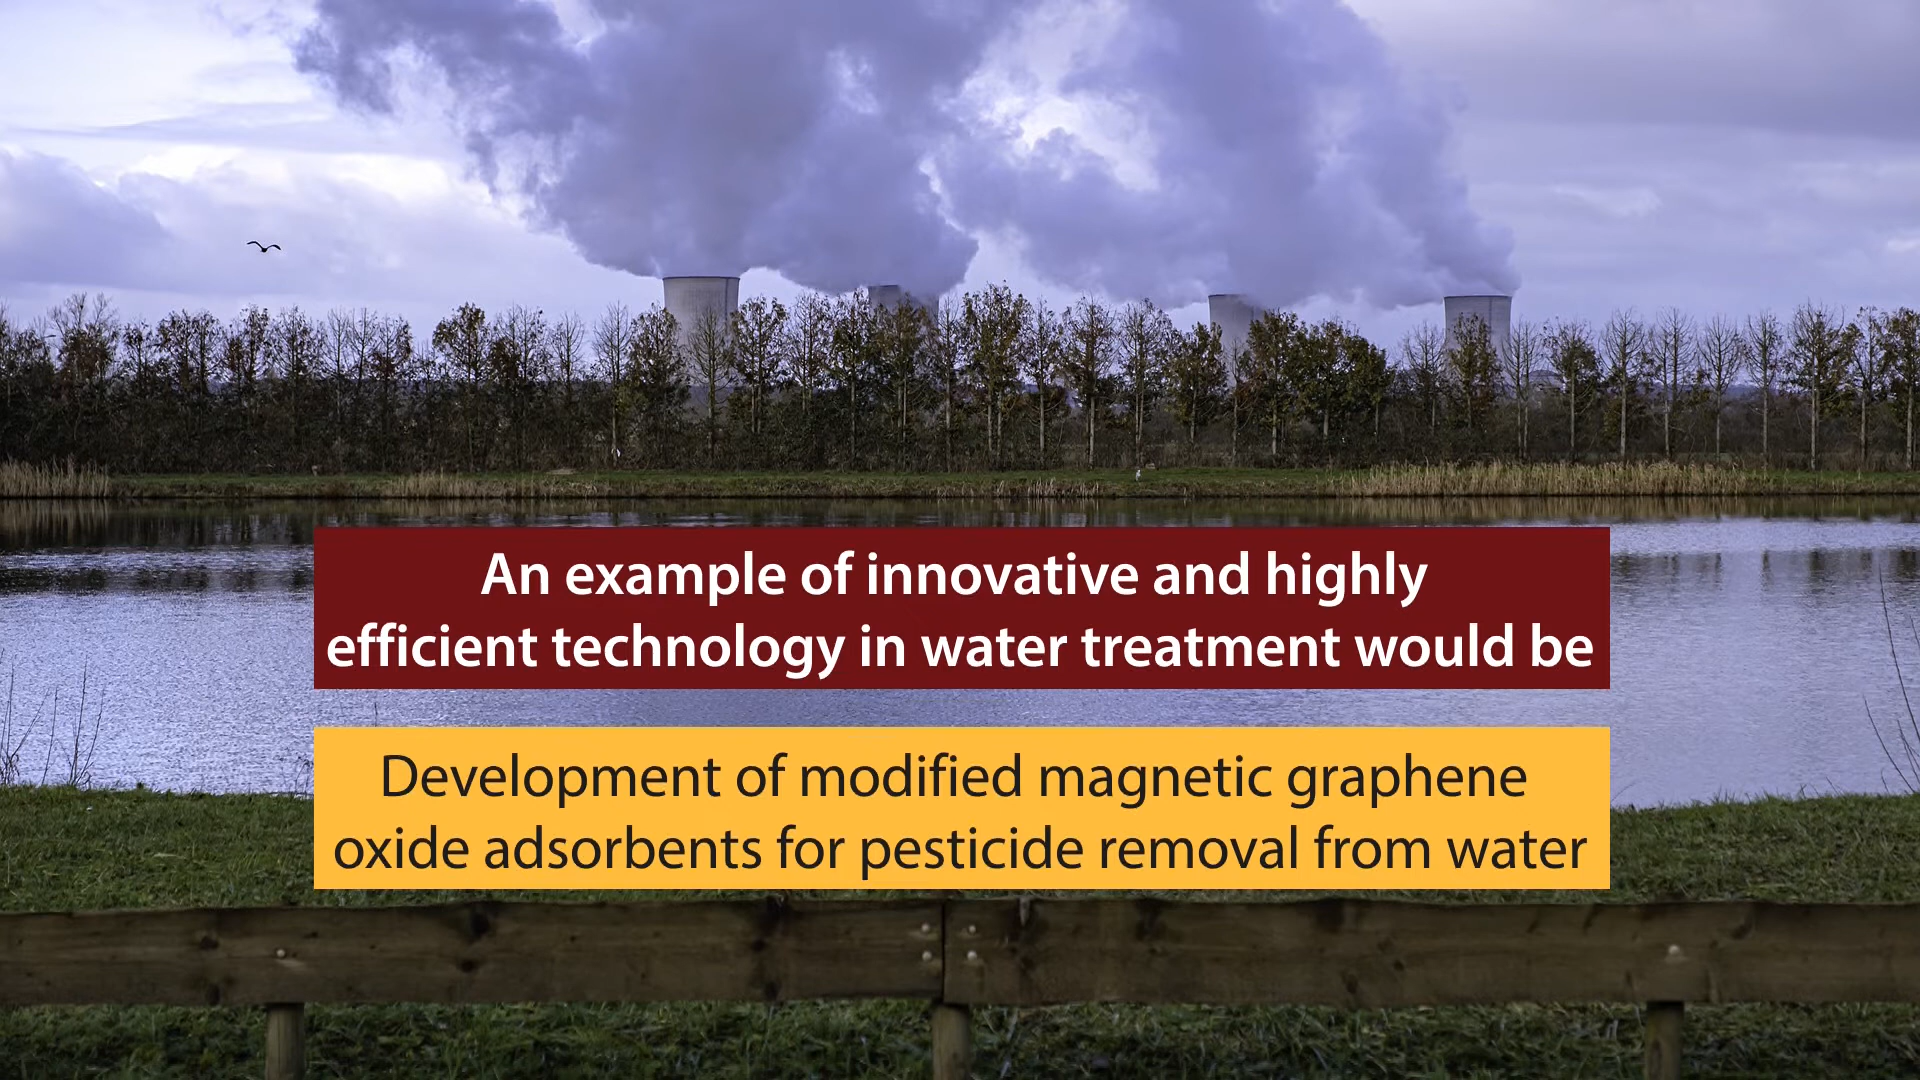 An example of innovative and highly
efficient technology in water treatment would be
Development of modified magnetic graphene
oxide adsorbents for pesticide removal from water